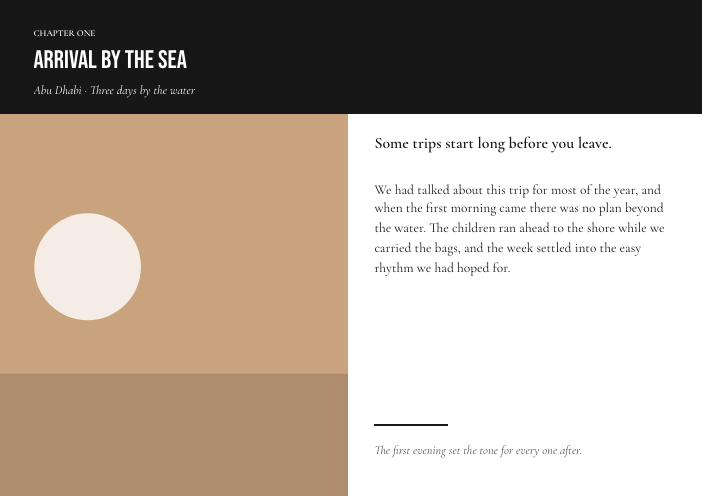 CHAPTER ONE
ARRIVAL BY THE SEA
Abu Dhabi · Three days by the water
Some trips start long before you leave.
We had talked about this trip for most of the year, and
when the first morning came there was no plan beyond
the water. The children ran ahead to the shore while we
carried the bags, and the week settled into the easy
rhythm we had hoped for.
The first evening set the tone for every one after.